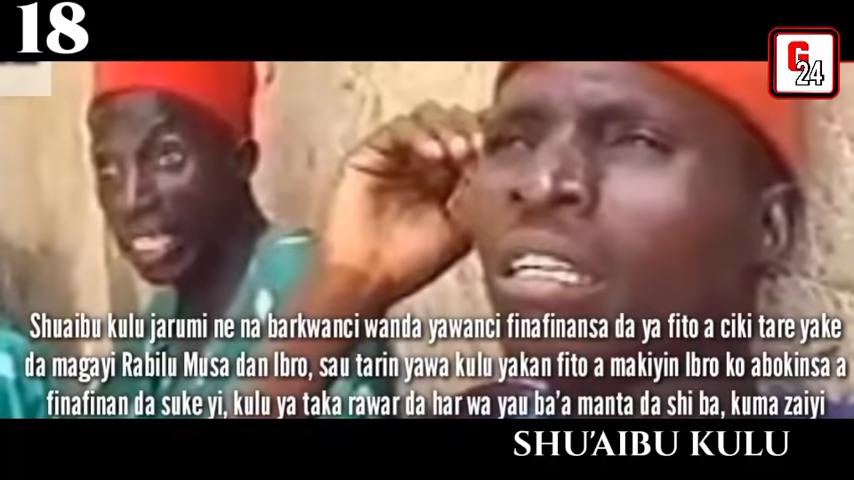 18
G
24
Shuaibu kulu jarumi ne na barkwanci wanda yawanci finafinansa da ya fito a ciki tare yake
da magayi Rabilu Musa dan Ibro, sau tarin yawa kulu yakan fito a makiyin Ibro ko abokinsa a
finafinan da suke yi, kulu ya taka rawar da har wa yau ba'a manta da shi ba, kuma zaiyi
SHU'AIBU KULU